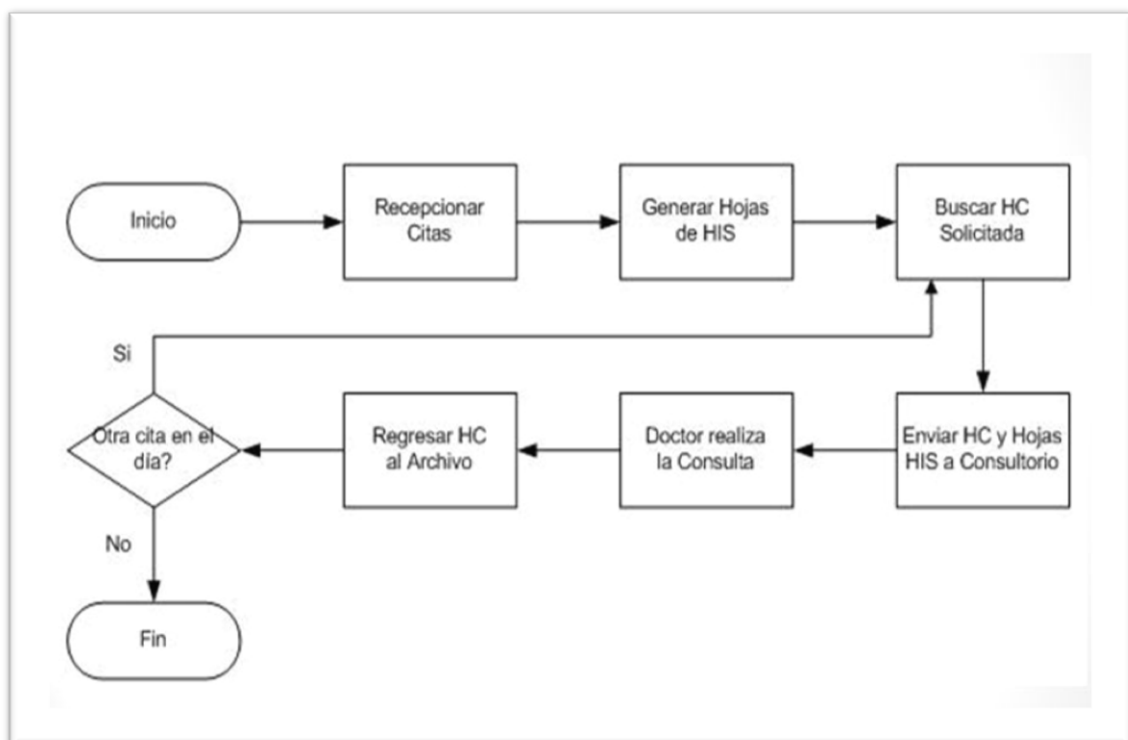 Inicio
Recepcionar
Citas
Generar Hojas
de HIS
Buscar HC
Solicitada
Si
Otra cita en el
día?
Regresar HC
al Archivo
Doctor realiza
la Consulta
Enviar HC y Hojas
HIS a Consultorio
No
Fin